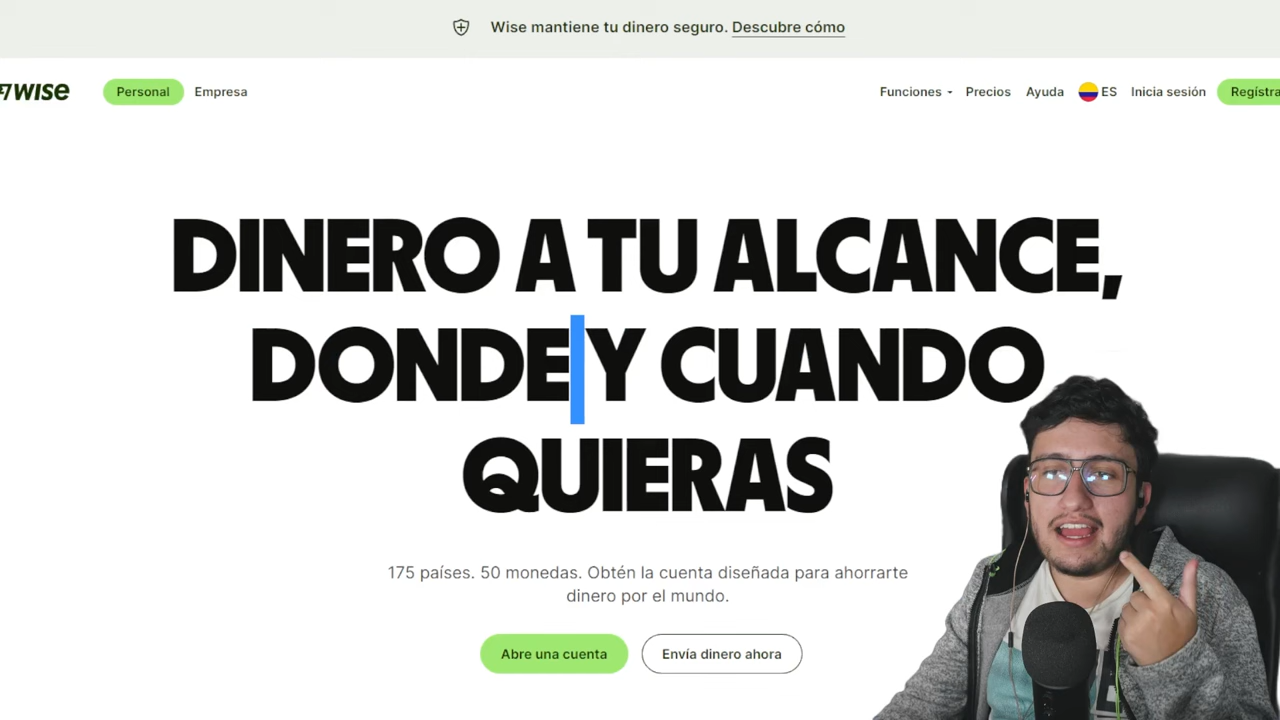 Wise mantiene tu dinero seguro. Descubre cómo
WISE Personal Empresa Funciones Precios Ayuda ES Inicia sesión Regístra
DINERO A TU ALCANCE,
DONDE Y CUANDO
QUIERAS
175 países. 50 monedas. Obtén la cuenta diseñada para ahorrarte
dinero por el mundo.
Abre una cuenta Envía dinero ahora